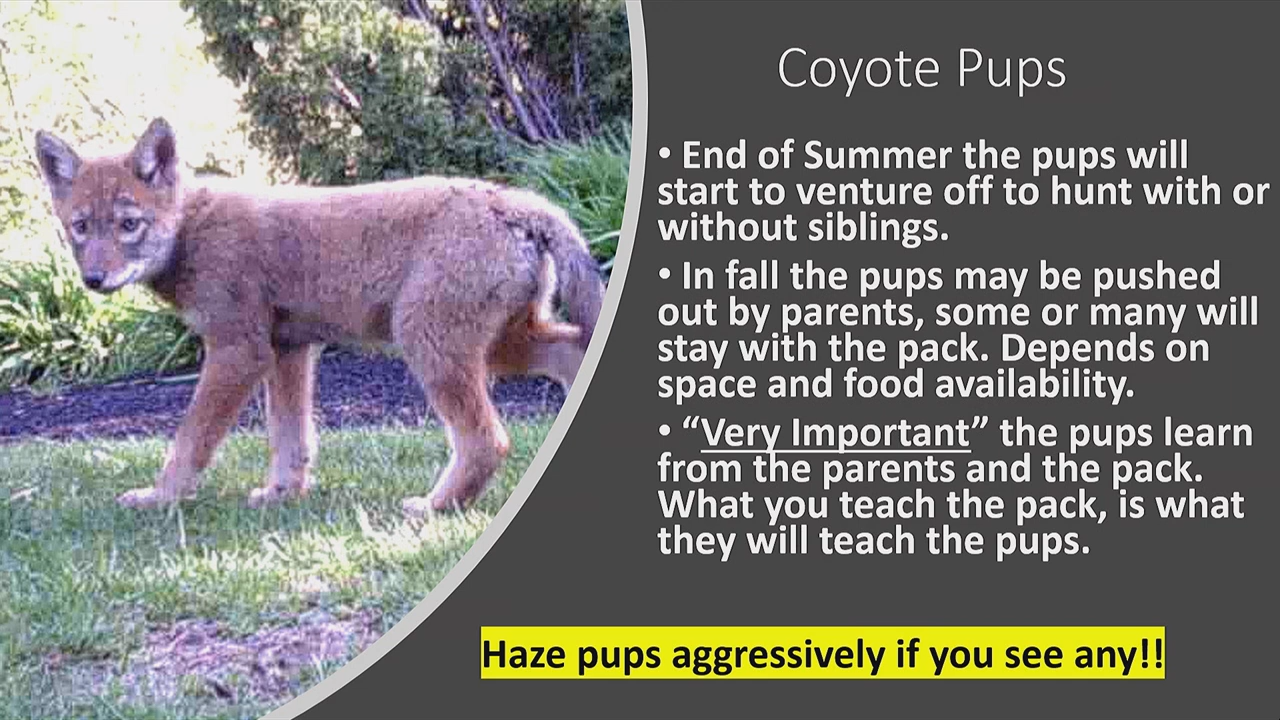 Coyote Pups
• End of Summer the pups will
start to venture off to hunt with or
without siblings.
• In fall the pups may be pushed
out by parents, some or many will
stay with the pack. Depends on
space and food availability.
• “Very Important” the pups learn
from the parents and the pack.
What you teach the pack, is what
they will teach the pups.
Haze pups aggressively if you see any!!